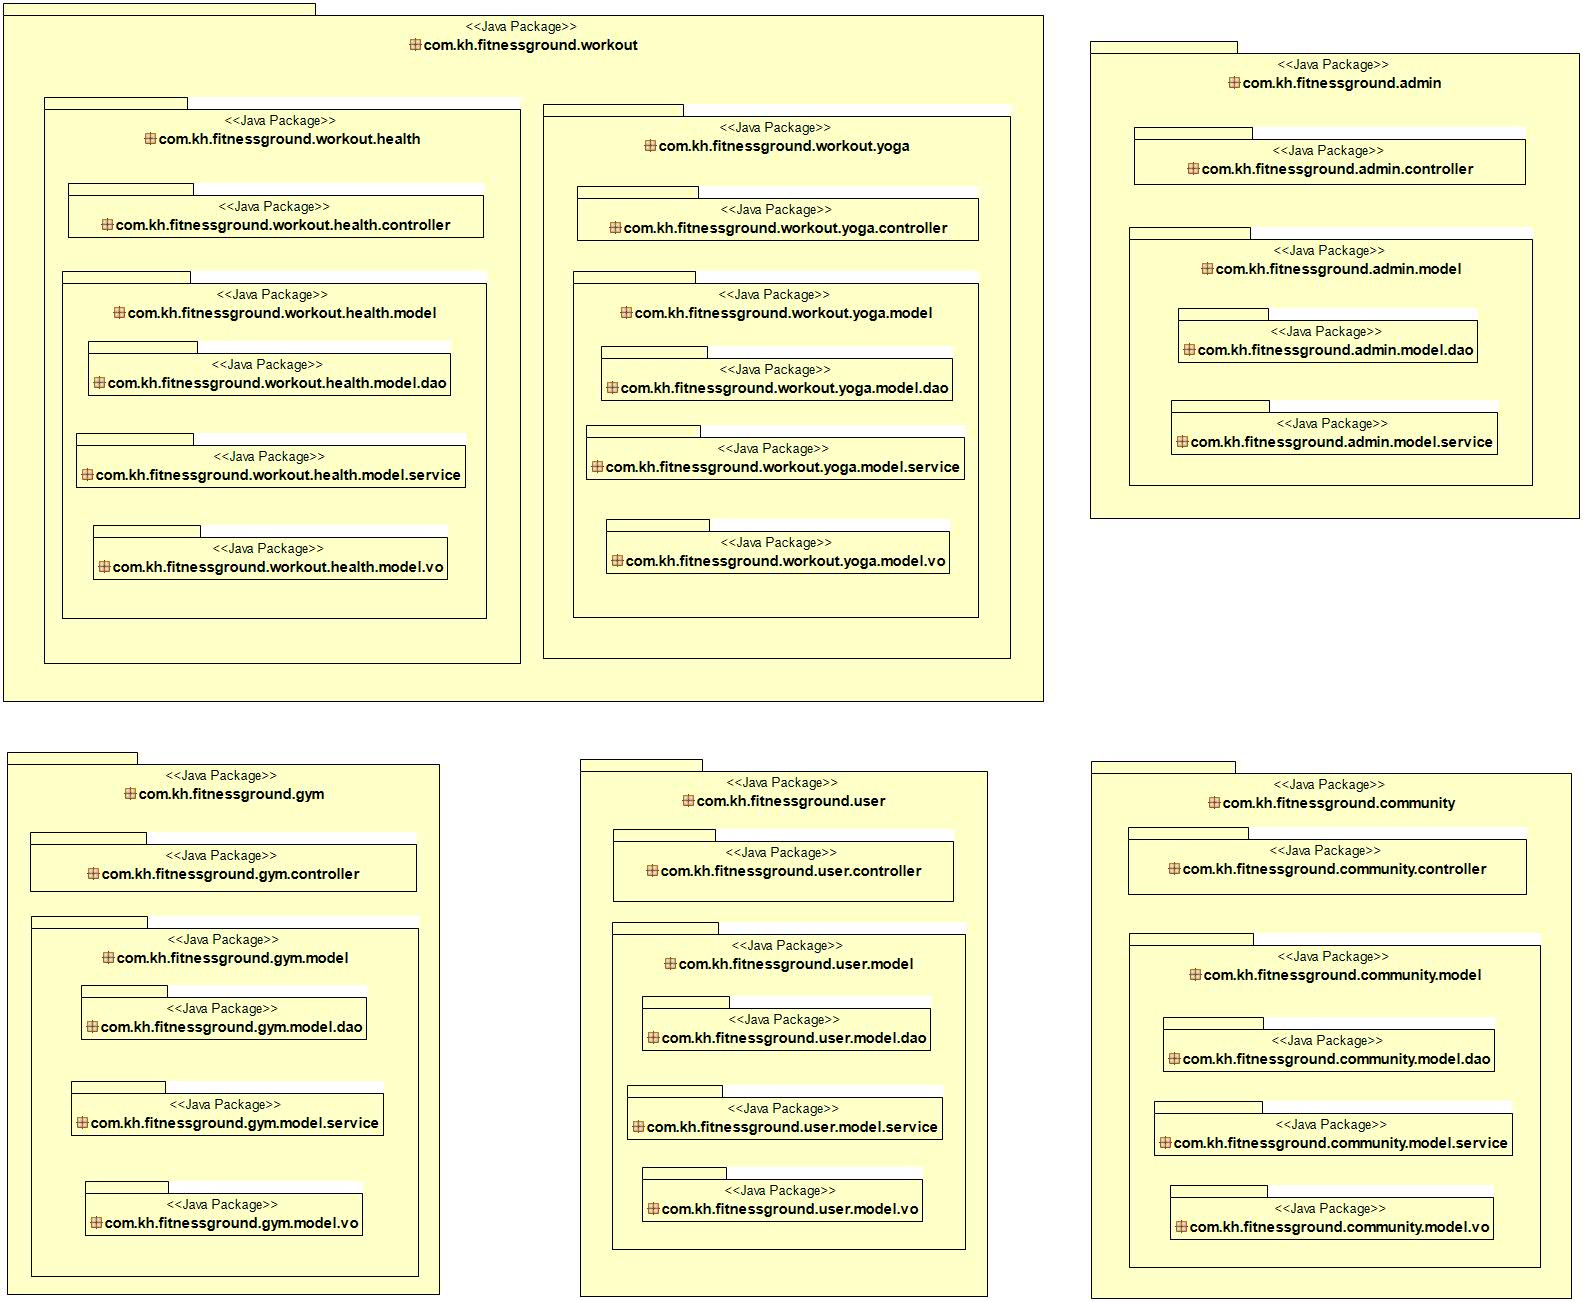 <<Java Package>>
com.kh.fitnessground.workout
<<Java Package>>
com.kh.fitnessground.workout.health
<<Java Package>>
com.kh.fitnessground.workout.health.controller
<<Java Package>>
com.kh.fitnessground.workout.health.model
<<Java Package>>
com.kh.fitnessground.workout.health.model.dao
<<Java Package>>
com.kh.fitnessground.workout.health.model.service
<<Java Package>>
com.kh.fitnessground.workout.health.model.vo
<<Java Package>>
com.kh.fitnessground.workout.yoga
<<Java Package>>
com.kh.fitnessground.workout.yoga.controller
<<Java Package>>
com.kh.fitnessground.workout.yoga.model
<<Java Package>>
com.kh.fitnessground.workout.yoga.model.dao
<<Java Package>>
com.kh.fitnessground.workout.yoga.model.service
<<Java Package>>
com.kh.fitnessground.workout.yoga.model.vo
<<Java Package>>
com.kh.fitnessground.admin
<<Java Package>>
com.kh.fitnessground.admin.controller
<<Java Package>>
com.kh.fitnessground.admin.model
<<Java Package>>
com.kh.fitnessground.admin.model.dao
<<Java Package>>
com.kh.fitnessground.admin.model.service
<<Java Package>>
com.kh.fitnessground.gym
<<Java Package>>
com.kh.fitnessground.gym.controller
<<Java Package>>
com.kh.fitnessground.gym.model
<<Java Package>>
com.kh.fitnessground.gym.model.dao
<<Java Package>>
com.kh.fitnessground.gym.model.service
<<Java Package>>
com.kh.fitnessground.gym.model.vo
<<Java Package>>
com.kh.fitnessground.user
<<Java Package>>
com.kh.fitnessground.user.controller
<<Java Package>>
com.kh.fitnessground.user.model
<<Java Package>>
com.kh.fitnessground.user.model.dao
<<Java Package>>
com.kh.fitnessground.user.model.service
<<Java Package>>
com.kh.fitnessground.user.model.vo
<<Java Package>>
com.kh.fitnessground.community
<<Java Package>>
com.kh.fitnessground.community.controller
<<Java Package>>
com.kh.fitnessground.community.model
<<Java Package>>
com.kh.fitnessground.community.model.dao
<<Java Package>>
com.kh.fitnessground.community.model.service
<<Java Package>>
com.kh.fitnessground.community.model.vo